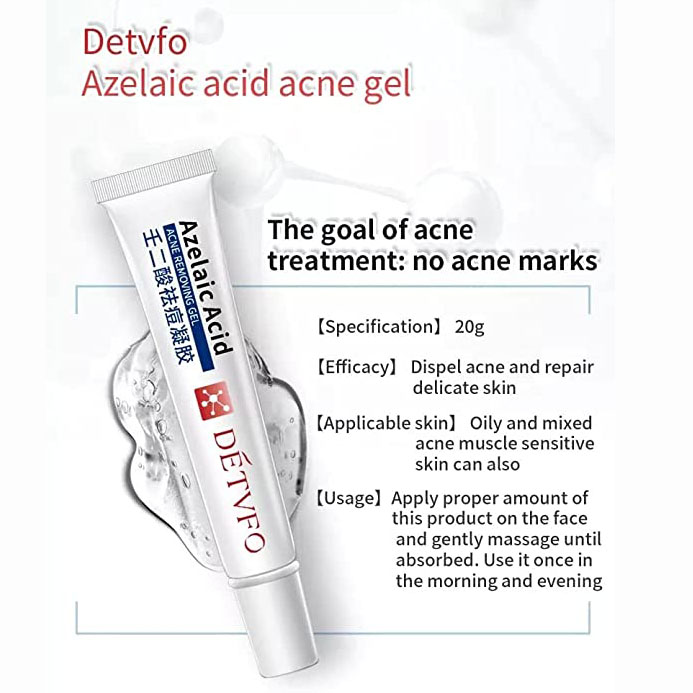 Detvfo
Azelaic acid acne gel
The goal of acne
treatment: no acne marks
【Specification】 20g
【Efficacy】 Dispel acne and repair
delicate skin
【Applicable skin】 Oily and mixed
acne muscle sensitive
skin can also
【Usage】 Apply proper amount of
this product on the face
and gently massage until
absorbed. Use it once in
the morning and evening
Azelaic Acid
ACNE REMOVING GEL
壬二酸祛痘凝胶
DÉTVFO